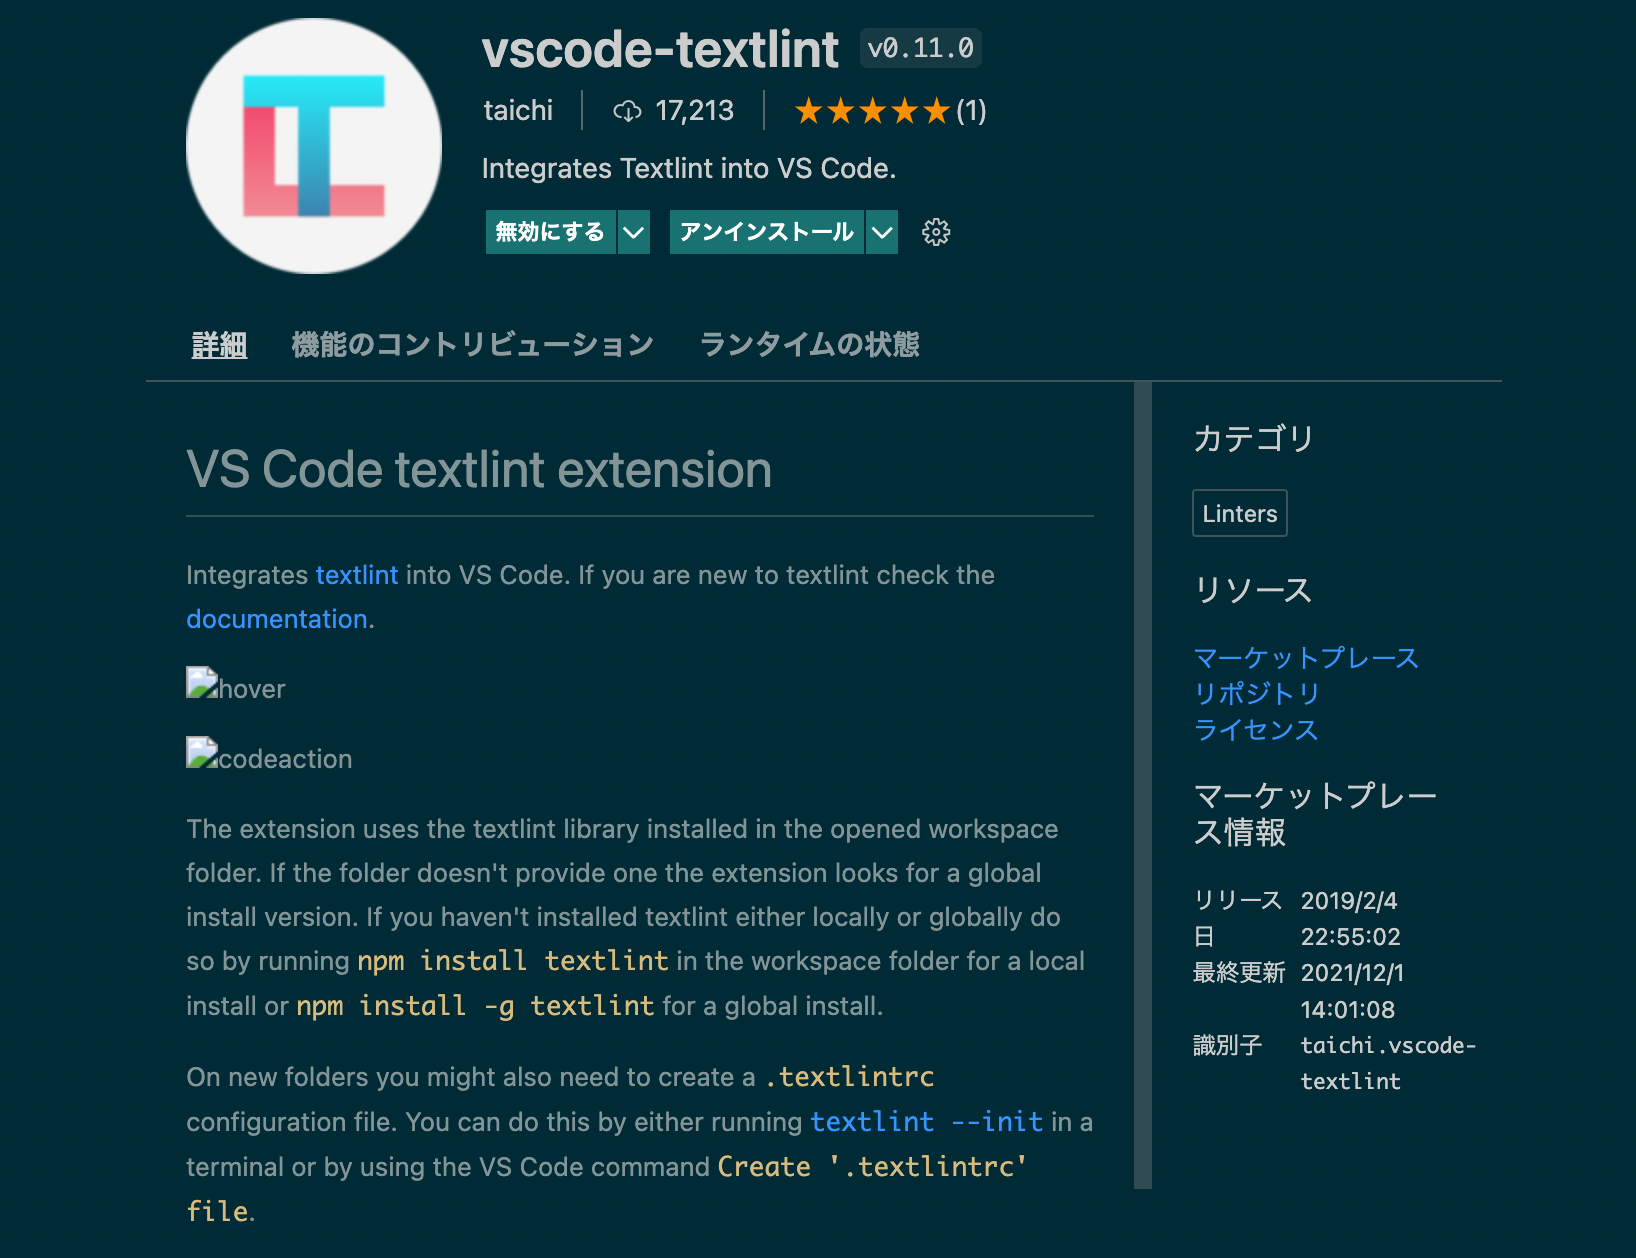 vscode-textlint v0.11.0
taichi 17,213 ★★★★★(1)
Integrates Textlint into VS Code.
無効にする アンインストール
詳細 機能のコントリビューション ランタイムの状態
VS Code textlint extension
Integrates textlint into VS Code. If you are new to textlint check the
documentation.
hover
codeaction
The extension uses the textlint library installed in the opened workspace
folder. If the folder doesn't provide one the extension looks for a global
install version. If you haven't installed textlint either locally or globally do
so by running npm install textlint in the workspace folder for a local
install or npm install -g textlint for a global install.
On new folders you might also need to create a .textlintrc
configuration file. You can do this by either running textlint --init in a
terminal or by using the VS Code command Create '.textlintrc'
file.
カテゴリ
Linters
リソース
マーケットプレース
リポジトリ
ライセンス
マーケットプレー
ス情報
リリース 2019/2/4
日 22:55:02
最終更新 2021/12/1
14:01:08
識別子 taichi.vscode-
textlint